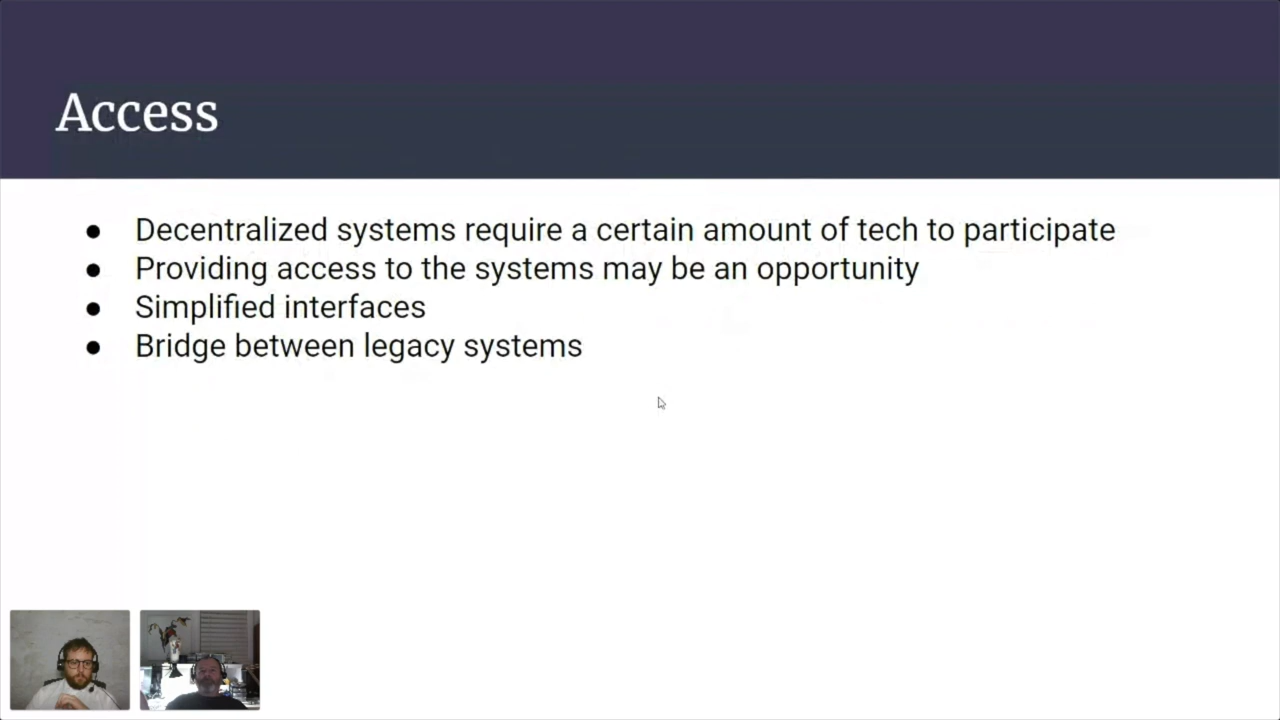 Access
● Decentralized systems require a certain amount of tech to participate
● Providing access to the systems may be an opportunity
● Simplified interfaces
● Bridge between legacy systems